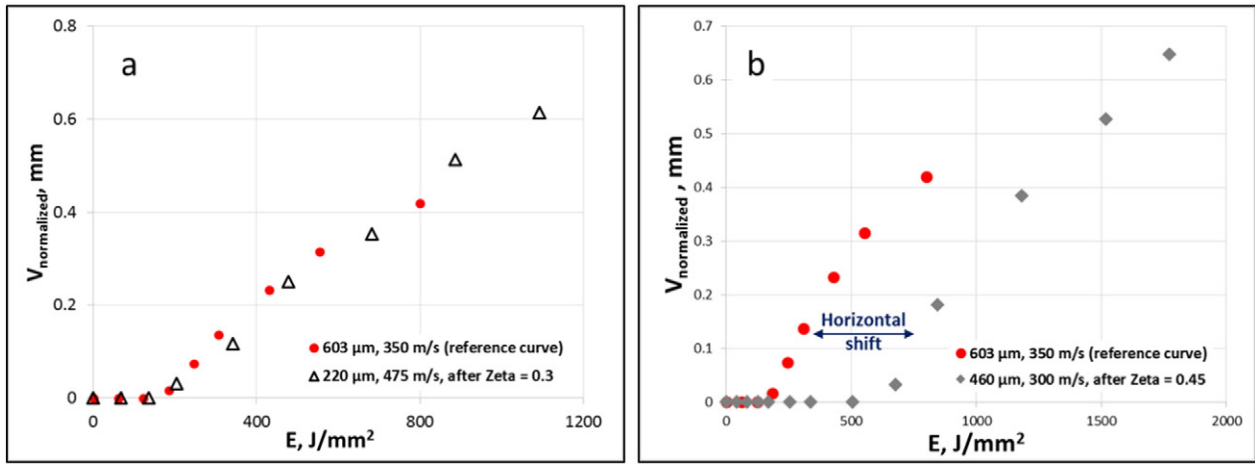 a
0.8
0.6
0.4
0.2
0
0
400
800
1200
V normalized, mm
E, J/mm²
603 µm, 350 m/s (reference curve)
220 µm, 475 m/s, after Zeta = 0.3
b
0.7
0.6
0.5
0.4
0.3
0.2
0.1
0
0
500
1000
1500
2000
V normalized , mm
E, J/mm²
Horizontal
shift
603 µm, 350 m/s (reference curve)
460 µm, 300 m/s, after Zeta = 0.45